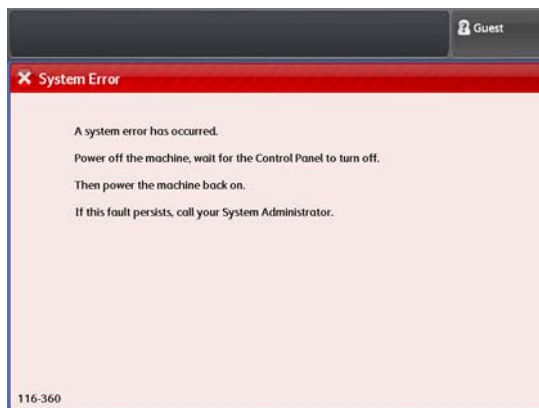 Guest
System Error
A system error has occurred.
Power off the machine, wait for the Control Panel to turn off.
Then power the machine back on.
If this fault persists, call your System Administrator.
116-360